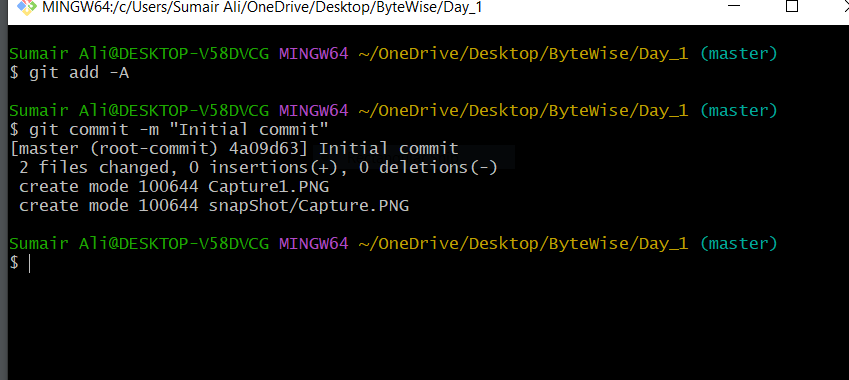 MINGW64:/c/Users/Sumair Ali/OneDrive/Desktop/ByteWise/Day_1
Sumair Ali@DESKTOP-V58DVCG MINGW64 ~/OneDrive/Desktop/ByteWise/Day_1 (master)
$ git add -A
Sumair Ali@DESKTOP-V58DVCG MINGW64 ~/OneDrive/Desktop/ByteWise/Day_1 (master)
$ git commit -m "Initial commit"
[master (root-commit) 4a09d63] Initial commit
 2 files changed, 0 insertions(+), 0 deletions(-)
 create mode 100644 Capture1.PNG
 create mode 100644 snapShot/Capture.PNG
Sumair Ali@DESKTOP-V58DVCG MINGW64 ~/OneDrive/Desktop/ByteWise/Day_1 (master)
$